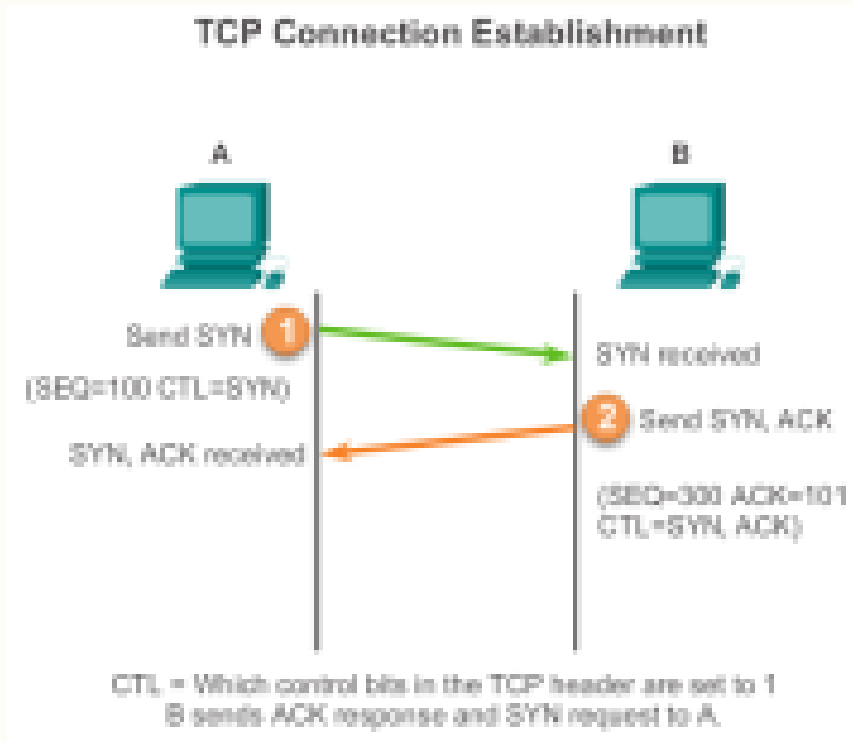 TCP Connection Establishment
A
B
Send SYN
1
SYN received
(SEQ=100 CTL=SYN)
2
Send SYN, ACK
SYN, ACK received
(SEQ=300 ACK=101
CTL=SYN, ACK)
CTL = Which control bits in the TCP header are set to 1
B sends ACK response and SYN request to A.